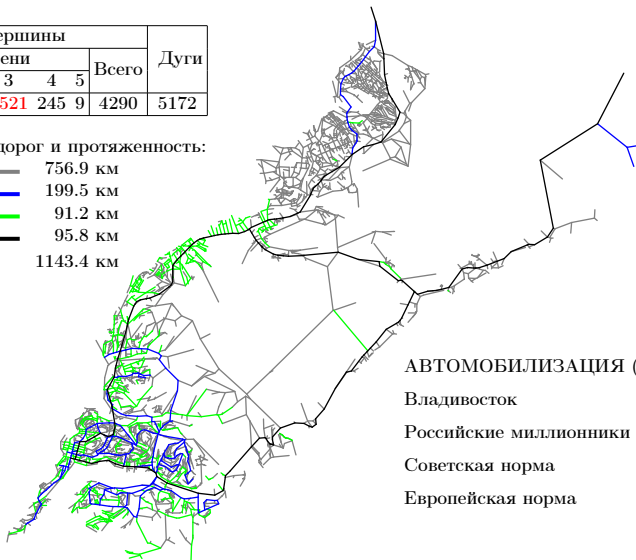 ершины
ени Всего Дуги
3 4 5
521 245 9 4290 5172
дорог и протяженность:
756.9 км
199.5 км
91.2 км
95.8 км
1143.4 км
АВТОМОБИЛИЗАЦИЯ (
Владивосток
Российские миллионники
Советская норма
Европейская норма